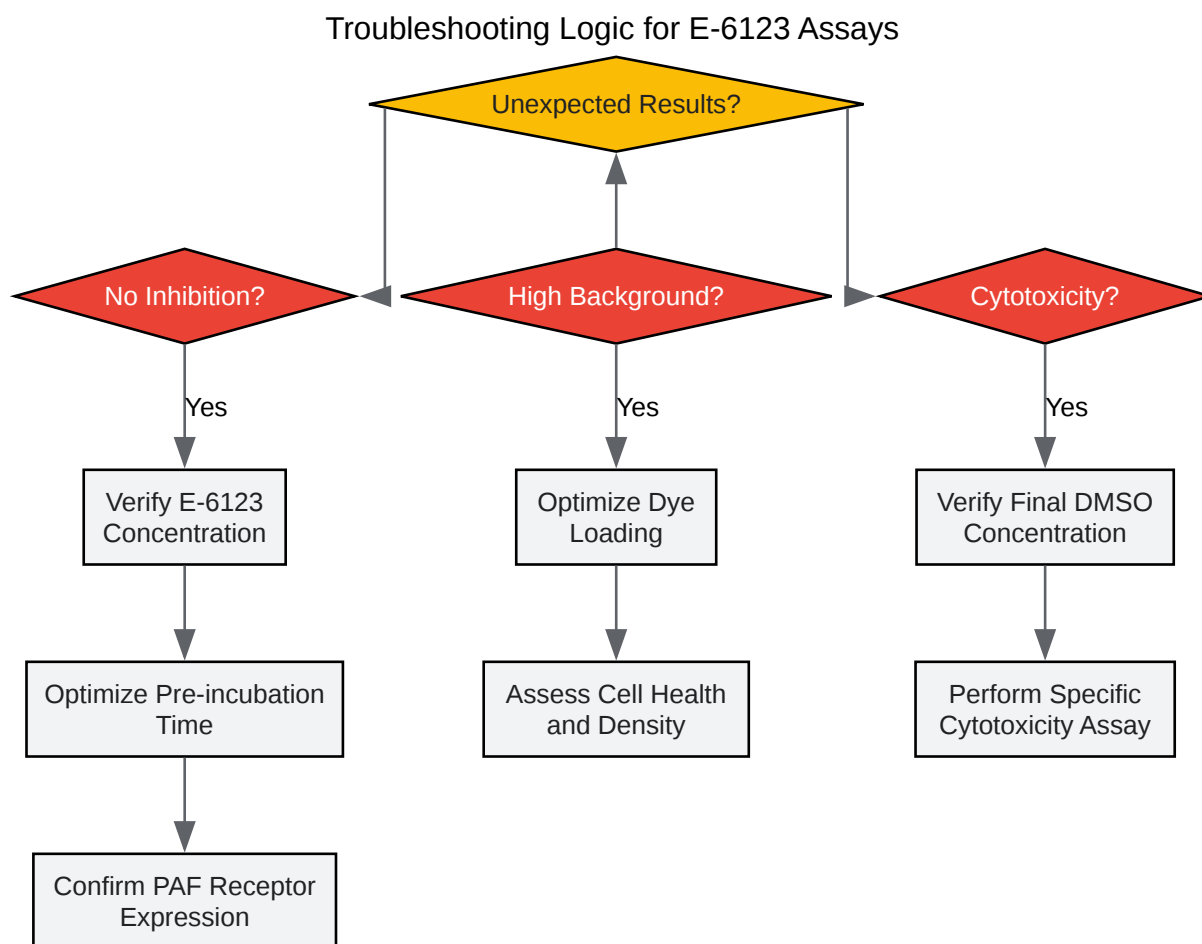 Troubleshooting Logic for E-6123 Assays
Unexpected Results?
No Inhibition?
High Background?
Cytotoxicity?
Yes
Yes
Yes
Verify E-6123
Concentration
Optimize Dye
Loading
Verify Final DMSO
Concentration
Optimize Pre-incubation
Time
Assess Cell Health
and Density
Perform Specific
Cytotoxicity Assay
Confirm PAF Receptor
Expression